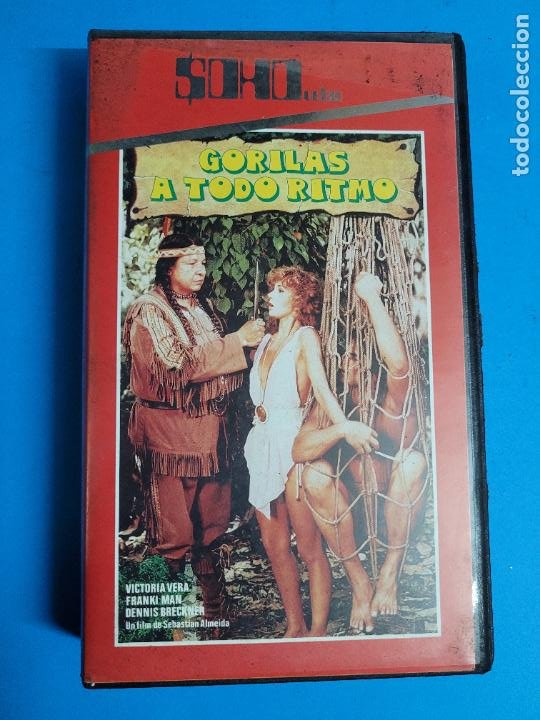 SOHO
GORILAS
A TODO RITMO
VICTORIA VERA
FRANKI MAN
DENNIS BRECKNER
Un film de Sebastian Almeida
todocoleccion